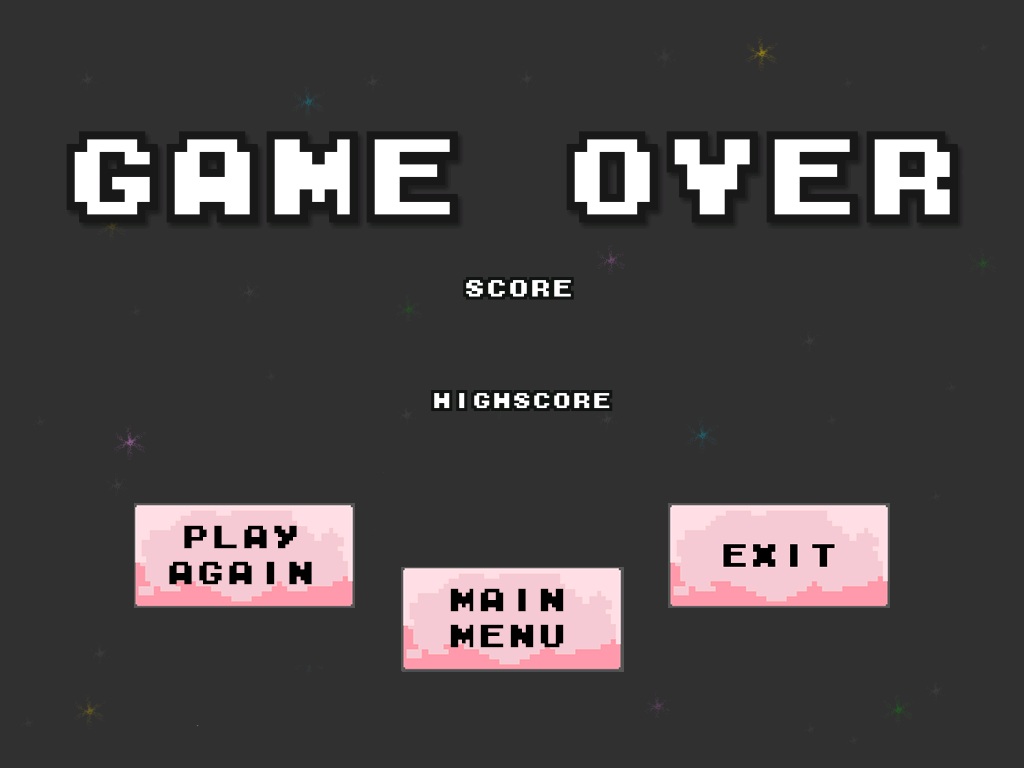 GAME OVER
SCORE
HIGHSCORE
PLAY
AGAIN
MAIN
MENU
EXIT